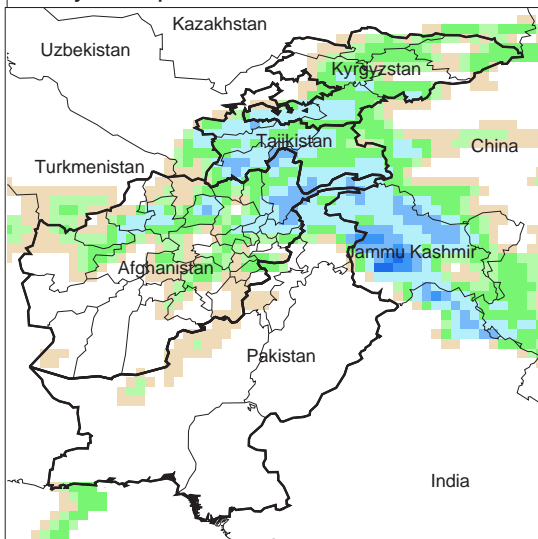 Kazakhstan
Uzbekistan
Kyrgyzstan
Tajikistan
China
Turkmenistan
Jammu Kashmir
Afghanistan
Pakistan
India